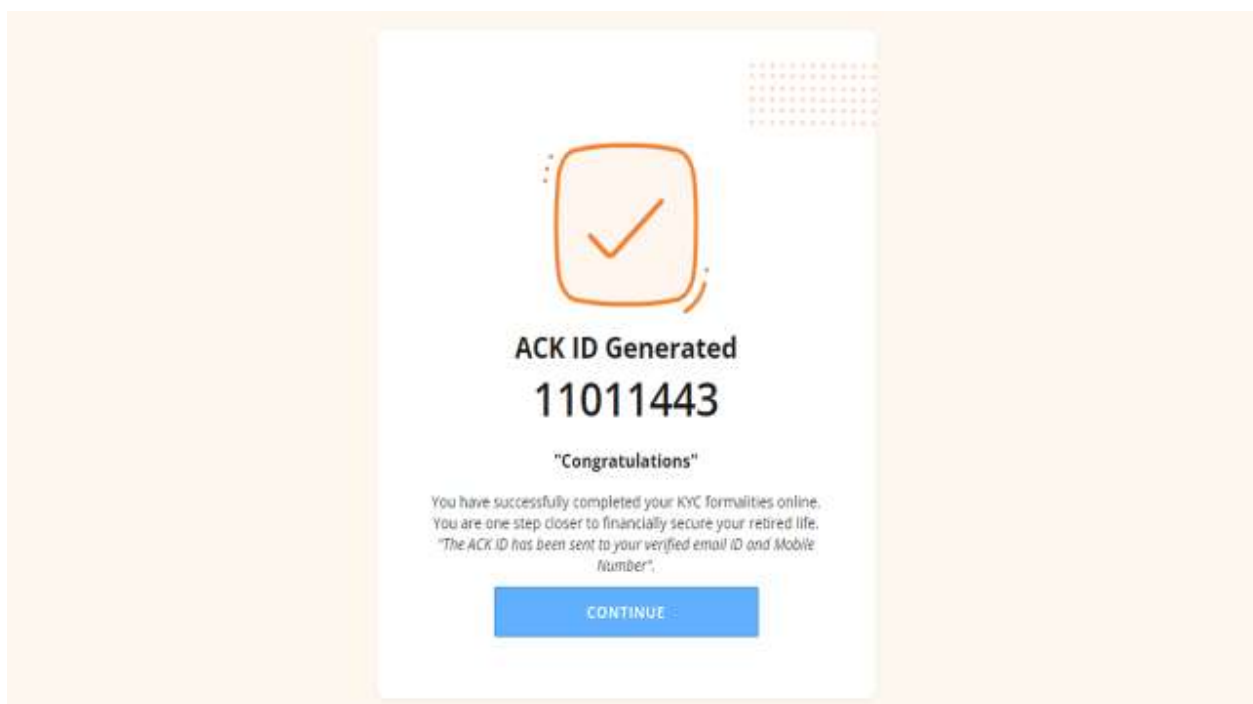 ACK ID Generated
11011443
"Congratulations"
You have successfully completed your KYC formalities online.
You are one step closer to financially secure your retired life.
"The ACK ID has been sent to your verified email ID and Mobile
Number".
CONTINUE